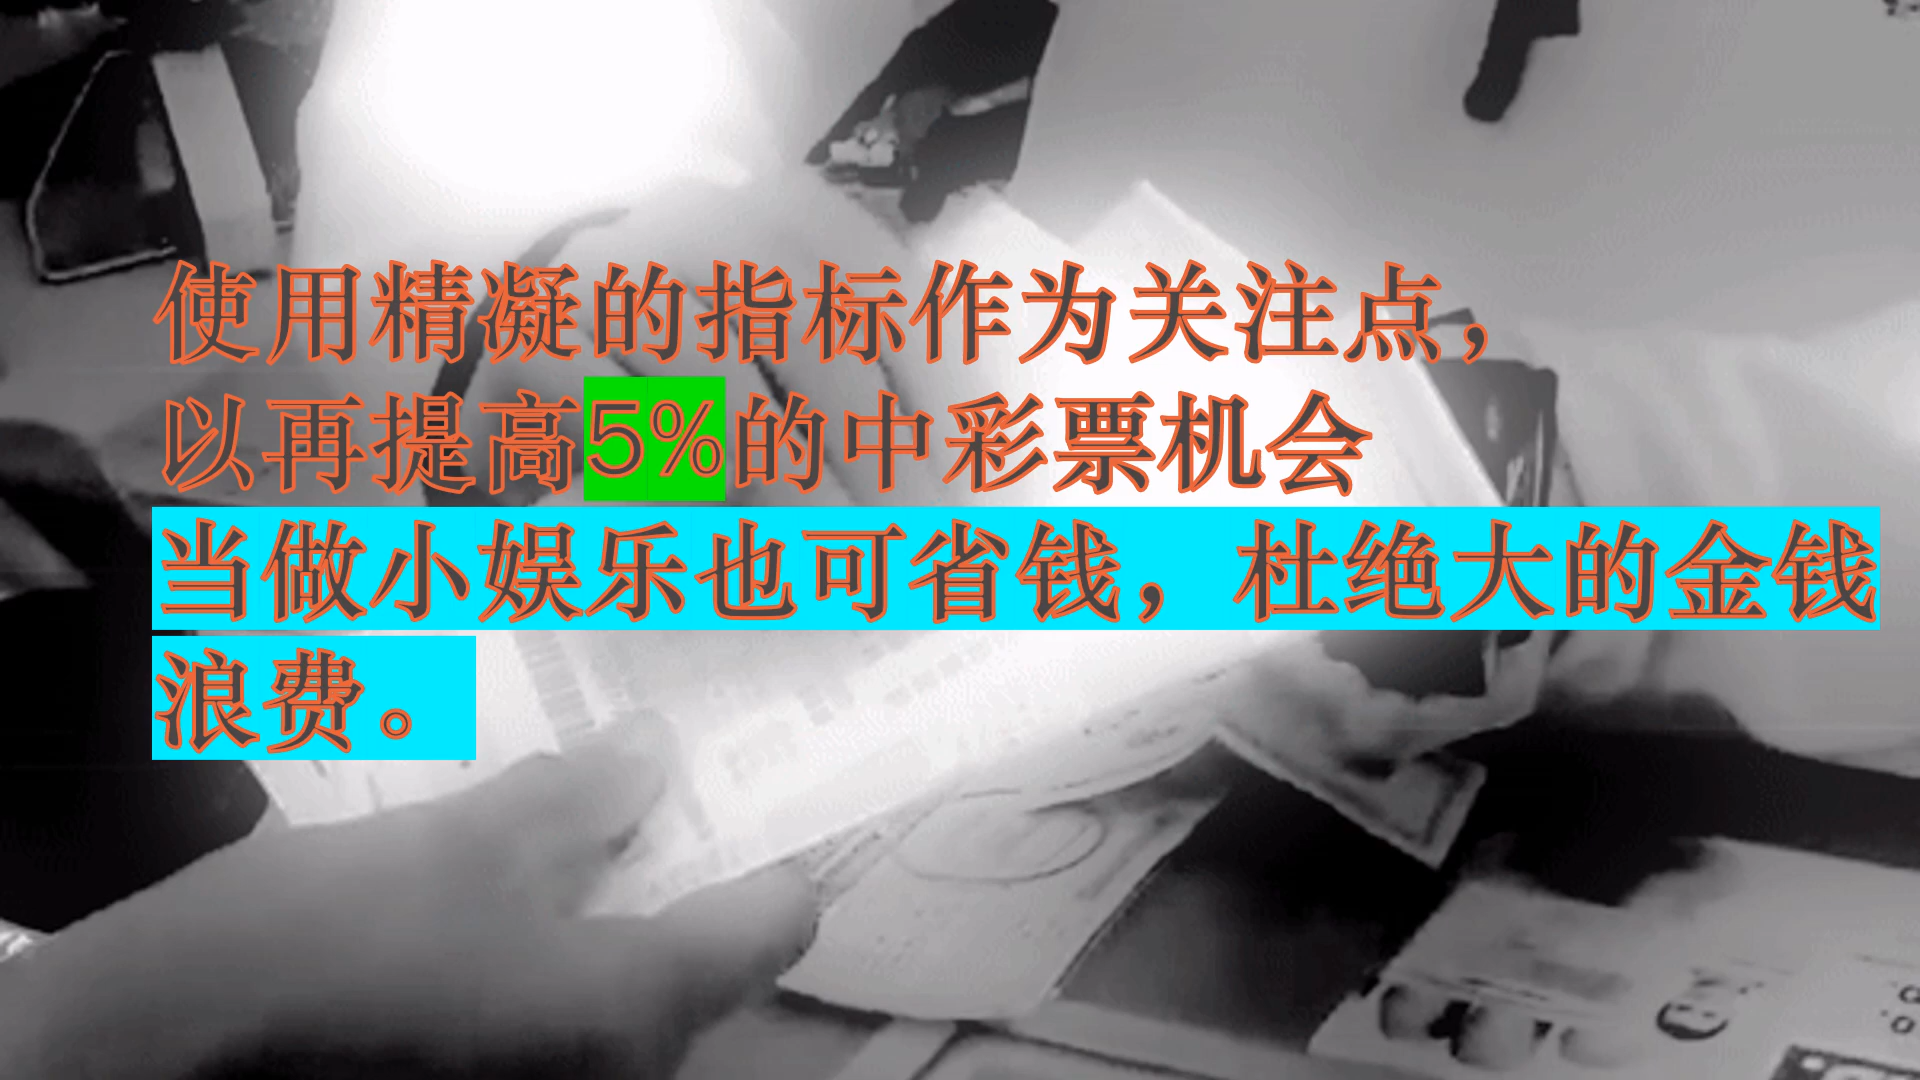 使用精凝的指标作为关注点，
以再提高5%的中彩票机会
当做小娱乐也可省钱，杜绝大的金钱
浪费。